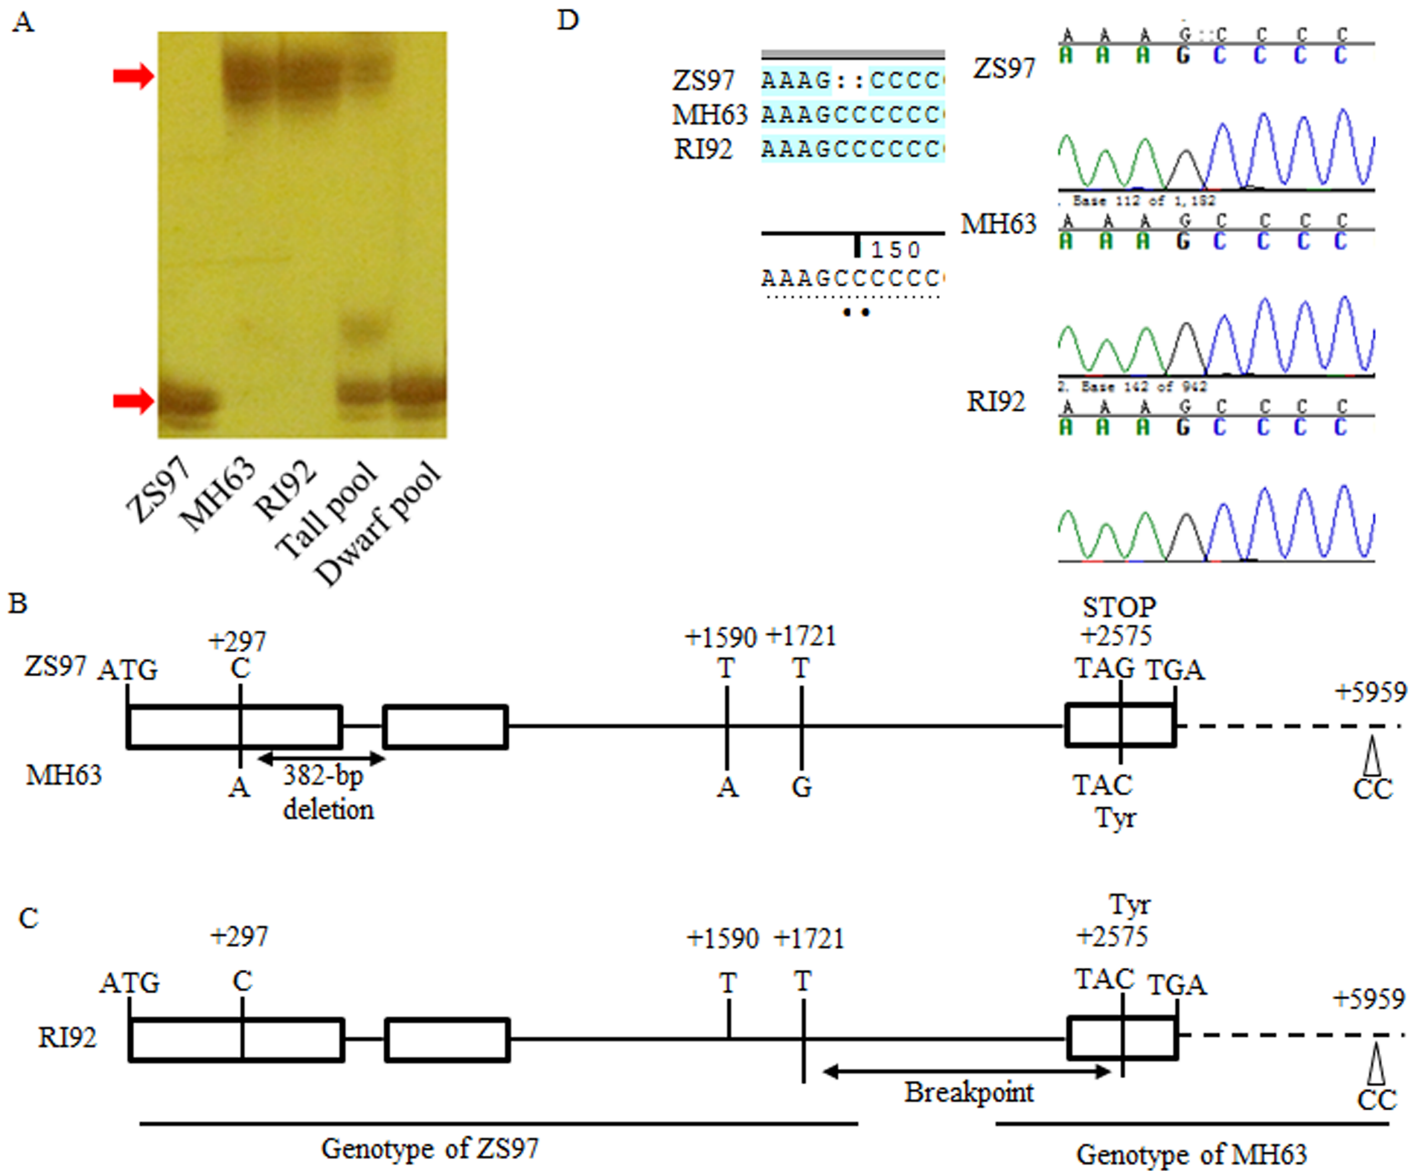 A
ZS97
MH63
RI92
Tall pool
Dwarf pool
D
ZS97 AAAG::CCCC
MH63 AAAGCCCCCC
RI92 AAAGCCCCCC
150
AAAGCCCCCC
ZS97
A A A G :: C C C C
A A A G C C C C
. Base 112 of 1,182
MH63
A A A G C C C C
A A A G C C C C
2. Base 142 of 942
RI92
A A A G C C C C
A A A G C C C C
B
STOP
+297 +1590 +1721 +2575
ZS97 ATG C T T TAG TGA
+5959
MH63 A 382-bp A G TAC CC
deletion Tyr
C
Tyr
+297 +1590 +1721 +2575
ATG C T T TAC TGA
+5959
RI92
Breakpoint CC
Genotype of ZS97 Genotype of MH63